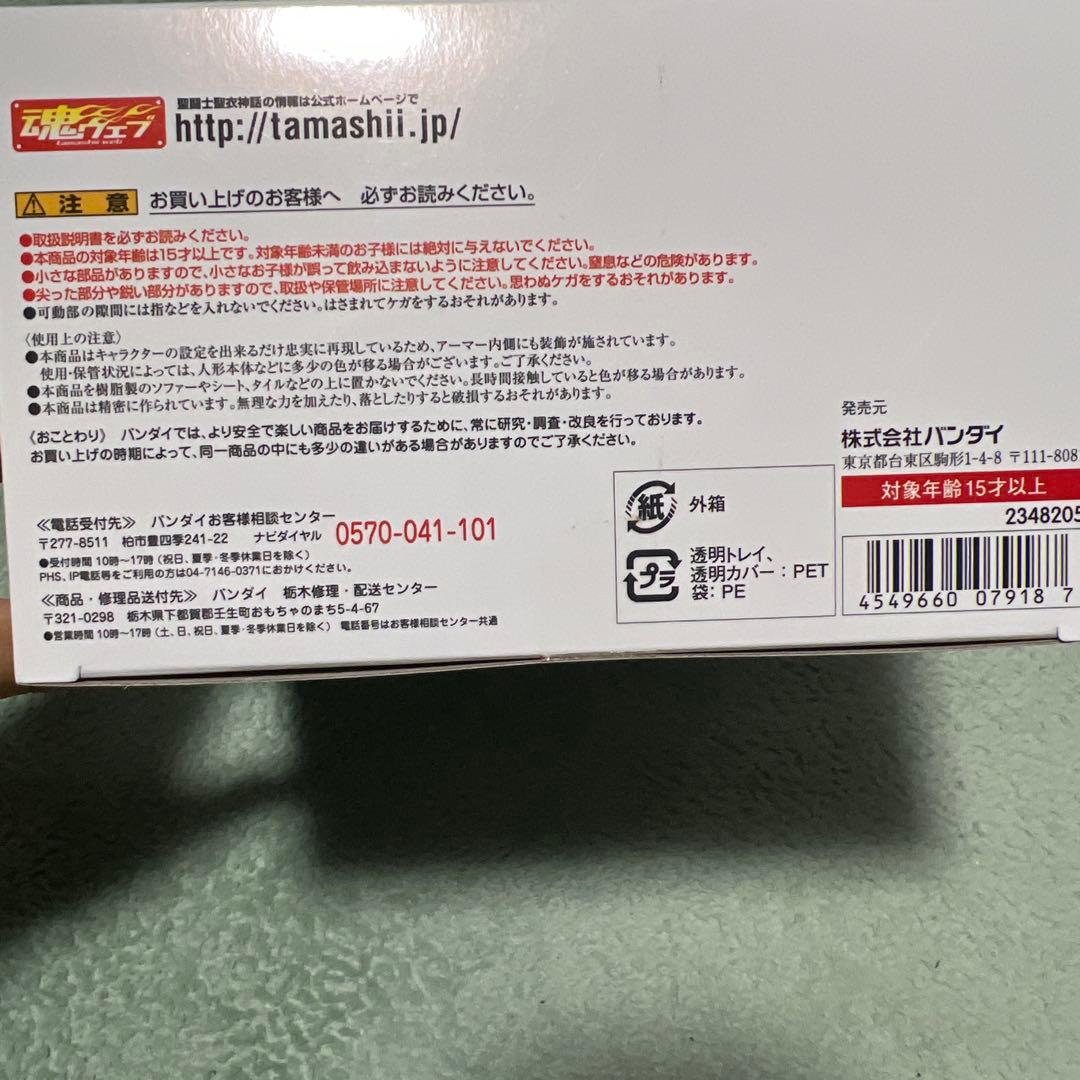 魂ウェブ
tamashii web
聖闘士聖衣神話の情報は公式ホームページで
http://tamashii.jp/
注 意 お買い上げのお客様へ 必ずお読みください。
●取扱説明書を必ずお読みください。
●本商品の対象年齢は15才以上です。対象年齢未満のお子様には絶対に与えないでください。
●小さな部品がありますので、小さなお子様が誤って飲み込まないように注意してください。窒息などの危険があります。
●尖った部分や鋭い部分がありますので、取扱や保管場所に注意してください。思わぬケガをするおそれがあります。
●可動部の隙間には指などを入れないでください。はさまれてケガをするおそれがあります。
〈使用上の注意〉
●本商品はキャラクターの設定を出来るだけ忠実に再現しているため、アーマー内側にも装飾が施されています。
使用・保管状況によっては、人形本体などに多少の色が移る場合がございます。ご了承ください。
●本商品を樹脂製のソファーやシート、タイルなどの上に置かないでください。長時間接触していると色が移る場合があります。
●本商品は精密に作られています。無理な力を加えたり、落としたりすると破損するおそれがあります。
《おことわり》 バンダイでは、より安全で楽しい商品をお届けするために、常に研究・調査・改良を行っております。
お買い上げの時期によって、同一商品の中にも多少の違いがある場合がありますのでご了承ください。
≪電話受付先≫ バンダイお客様相談センター
〒277-8511 柏市豊四季241-22 ナビダイヤル 0570-041-101
●受付時間 10時〜17時(祝日、夏季・冬季休業日を除く)
PHS、IP電話等をご利用の方は04-7146-0371におかけください。
≪商品・修理品送付先≫ バンダイ 栃木修理・配送センター
〒321-0298 栃木県下都賀郡壬生町おもちゃのまち5-4-67
●営業時間 10時〜17時(土、日、祝日、夏季・冬季休業日を除く) 電話番号はお客様相談センター共通
紙 外箱
プラ 透明トレイ、
透明カバー：PET
袋：PE
発売元
株式会社バンダイ
東京都台東区駒形1-4-8 〒111-8081
対象年齢15才以上
2348205
4549660 07918 7